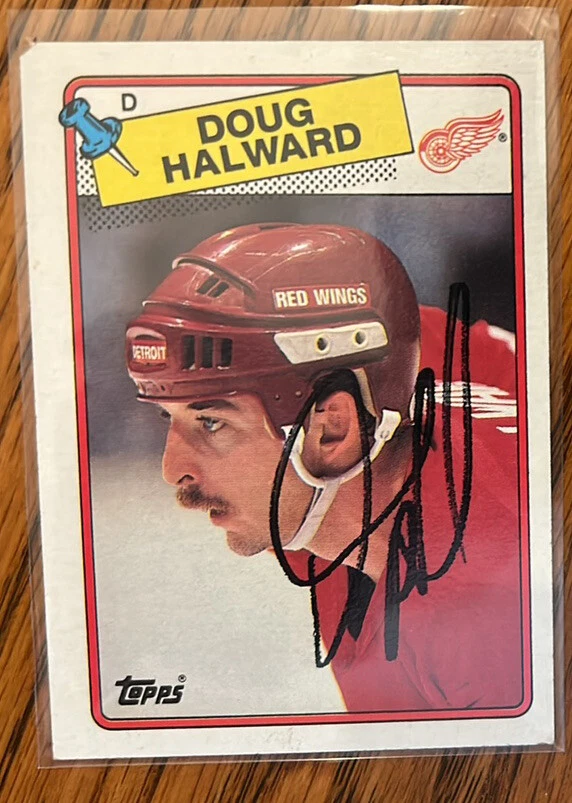 D
DOUG
HALWARD
®
RED WINGS
DETROIT
topps®